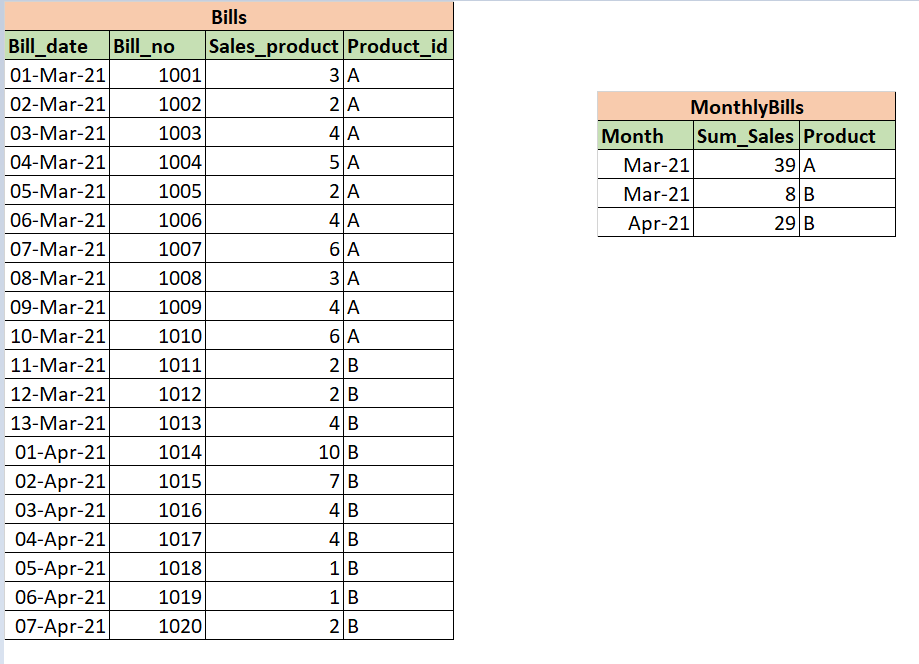 Bills
Bill_date Bill_no Sales_product Product_id
01-Mar-21 1001 3 A
02-Mar-21 1002 2 A
03-Mar-21 1003 4 A
04-Mar-21 1004 5 A
05-Mar-21 1005 2 A
06-Mar-21 1006 4 A
07-Mar-21 1007 6 A
08-Mar-21 1008 3 A
09-Mar-21 1009 4 A
10-Mar-21 1010 6 A
11-Mar-21 1011 2 B
12-Mar-21 1012 2 B
13-Mar-21 1013 4 B
01-Apr-21 1014 10 B
02-Apr-21 1015 7 B
03-Apr-21 1016 4 B
04-Apr-21 1017 4 B
05-Apr-21 1018 1 B
06-Apr-21 1019 1 B
07-Apr-21 1020 2 B
MonthlyBills
Month Sum_Sales Product
Mar-21 39 A
Mar-21 8 B
Apr-21 29 B